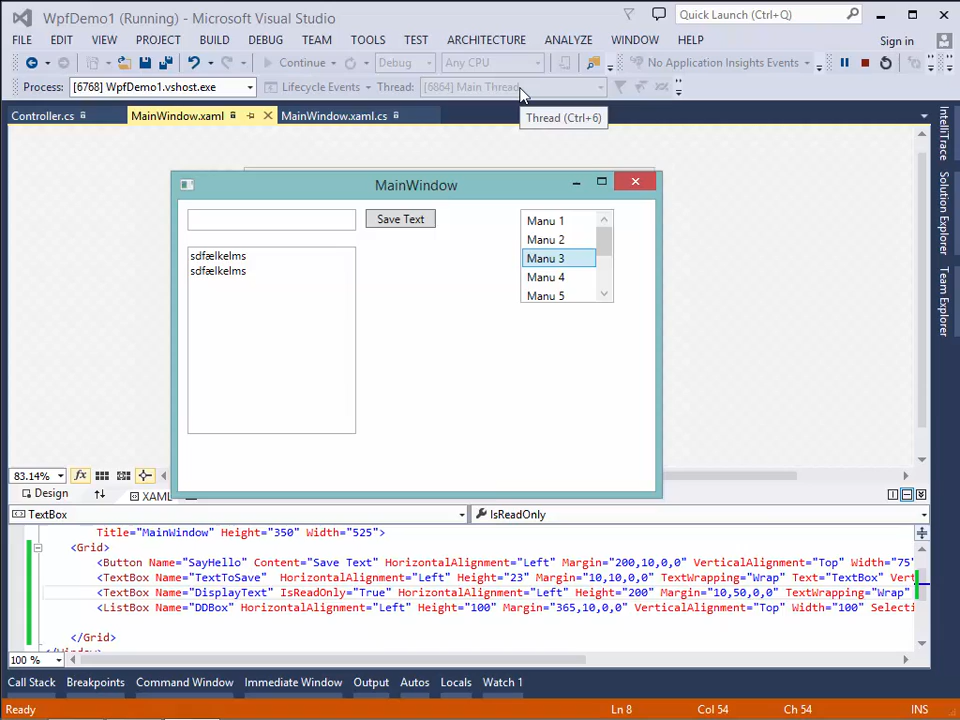 WpfDemo1 (Running) - Microsoft Visual Studio
Quick Launch (Ctrl+Q)
FILE EDIT VIEW PROJECT BUILD DEBUG TEAM TOOLS TEST ARCHITECTURE ANALYZE WINDOW HELP Sign in
Continue Debug Any CPU No Application Insights Events
Process: [6768] WpfDemo1.vshost.exe Lifecycle Events Thread: [6864] Main Thread
Controller.cs MainWindow.xaml MainWindow.xaml.cs
Thread (Ctrl+6)
IntelliTrace
Solution Explorer
Team Explorer
MainWindow
Save Text
sdfælkelms
sdfælkelms
Manu 1
Manu 2
Manu 3
Manu 4
Manu 5
83.14% fx
Design XAML
TextBox IsReadOnly
Title="MainWindow" Height="350" Width="525">
<Grid>
<Button Name="SayHello" Content="Save Text" HorizontalAlignment="Left" Margin="200,10,0,0" VerticalAlignment="Top" Width="75"
<TextBox Name="TextToSave" HorizontalAlignment="Left" Height="23" Margin="10,10,0,0" TextWrapping="Wrap" Text="TextBox" Vert
<TextBox Name="DisplayText" IsReadOnly="True" HorizontalAlignment="Left" Height="200" Margin="10,50,0,0" TextWrapping="Wrap"
<ListBox Name="DDBox" HorizontalAlignment="Left" Height="100" Margin="365,10,0,0" VerticalAlignment="Top" Width="100" Selecti
</Grid>
100 %
Call Stack Breakpoints Command Window Immediate Window Output Autos Locals Watch 1
Ready Ln 8 Col 54 Ch 54 INS